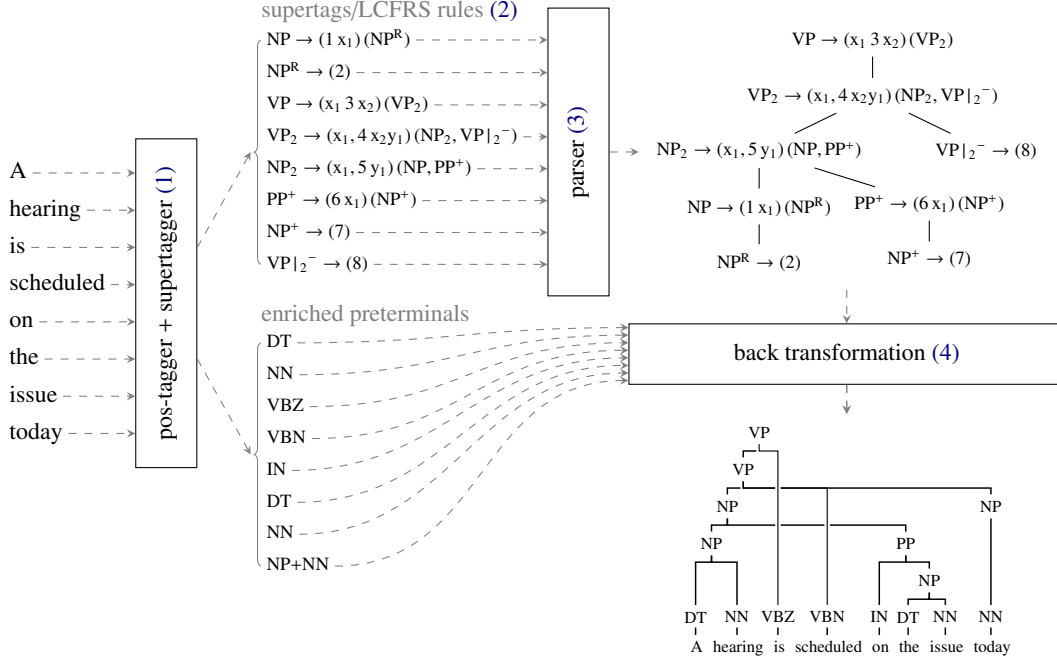 supertags/LCFRS rules (2)
NP → (1 x₁) (NPᴿ)
NPᴿ → (2)
VP → (x₁ 3 x₂) (VP₂)
VP₂ → (x₁, 4 x₂y₁) (NP₂, VP|₂⁻)
NP₂ → (x₁, 5 y₁) (NP, PP⁺)
PP⁺ → (6 x₁) (NP⁺)
NP⁺ → (7)
VP|₂⁻ → (8)
A
hearing
is
scheduled
on
the
issue
today
pos-tagger + supertagger (1)
parser (3)
VP → (x₁ 3 x₂) (VP₂)
VP₂ → (x₁, 4 x₂y₁) (NP₂, VP|₂⁻)
NP₂ → (x₁, 5 y₁) (NP, PP⁺)
VP|₂⁻ → (8)
NP → (1 x₁) (NPᴿ)
PP⁺ → (6 x₁) (NP⁺)
NPᴿ → (2)
NP⁺ → (7)
enriched preterminals
DT
NN
VBZ
VBN
IN
DT
NN
NP+NN
back transformation (4)
VP
VP
NP NP
NP PP
NP
DT NN VBZ VBN IN DT NN NN
A hearing is scheduled on the issue today